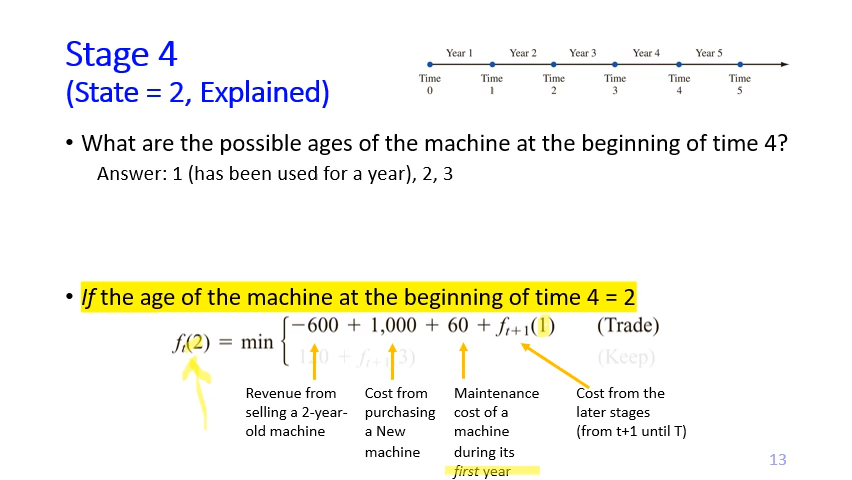 Stage 4
(State = 2, Explained)
Year 1 Year 2 Year 3 Year 4 Year 5
Time Time Time Time Time Time
0 1 2 3 4 5
• What are the possible ages of the machine at the beginning of time 4?
Answer: 1 (has been used for a year), 2, 3
• If the age of the machine at the beginning of time 4 = 2
fₜ(2) = min { −600 + 1,000 + 60 + fₜ₊₁(1) (Trade)
120 + fₜ₊₁(3) (Keep)
Revenue from Cost from Maintenance Cost from the
selling a 2-year- purchasing cost of a later stages
old machine a New machine (from t+1 until T)
machine during its
first year
13